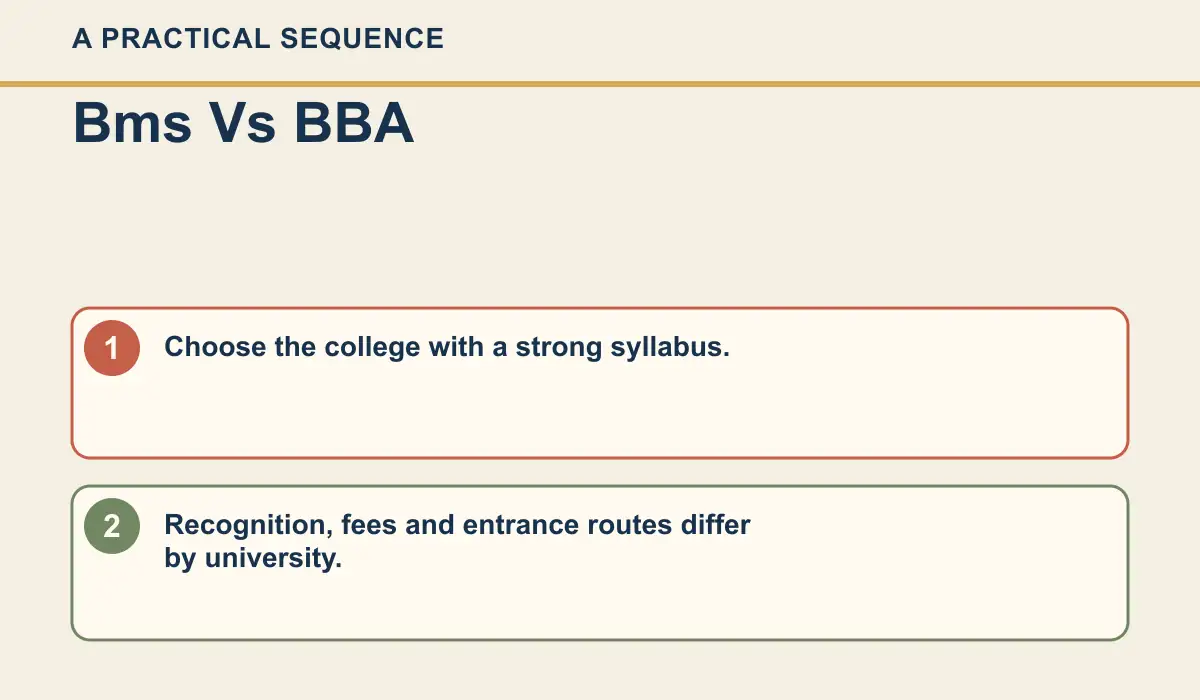 A PRACTICAL SEQUENCE
Bms Vs BBA
1
Choose the college with a strong syllabus.
2
Recognition, fees and entrance routes differ
by university.